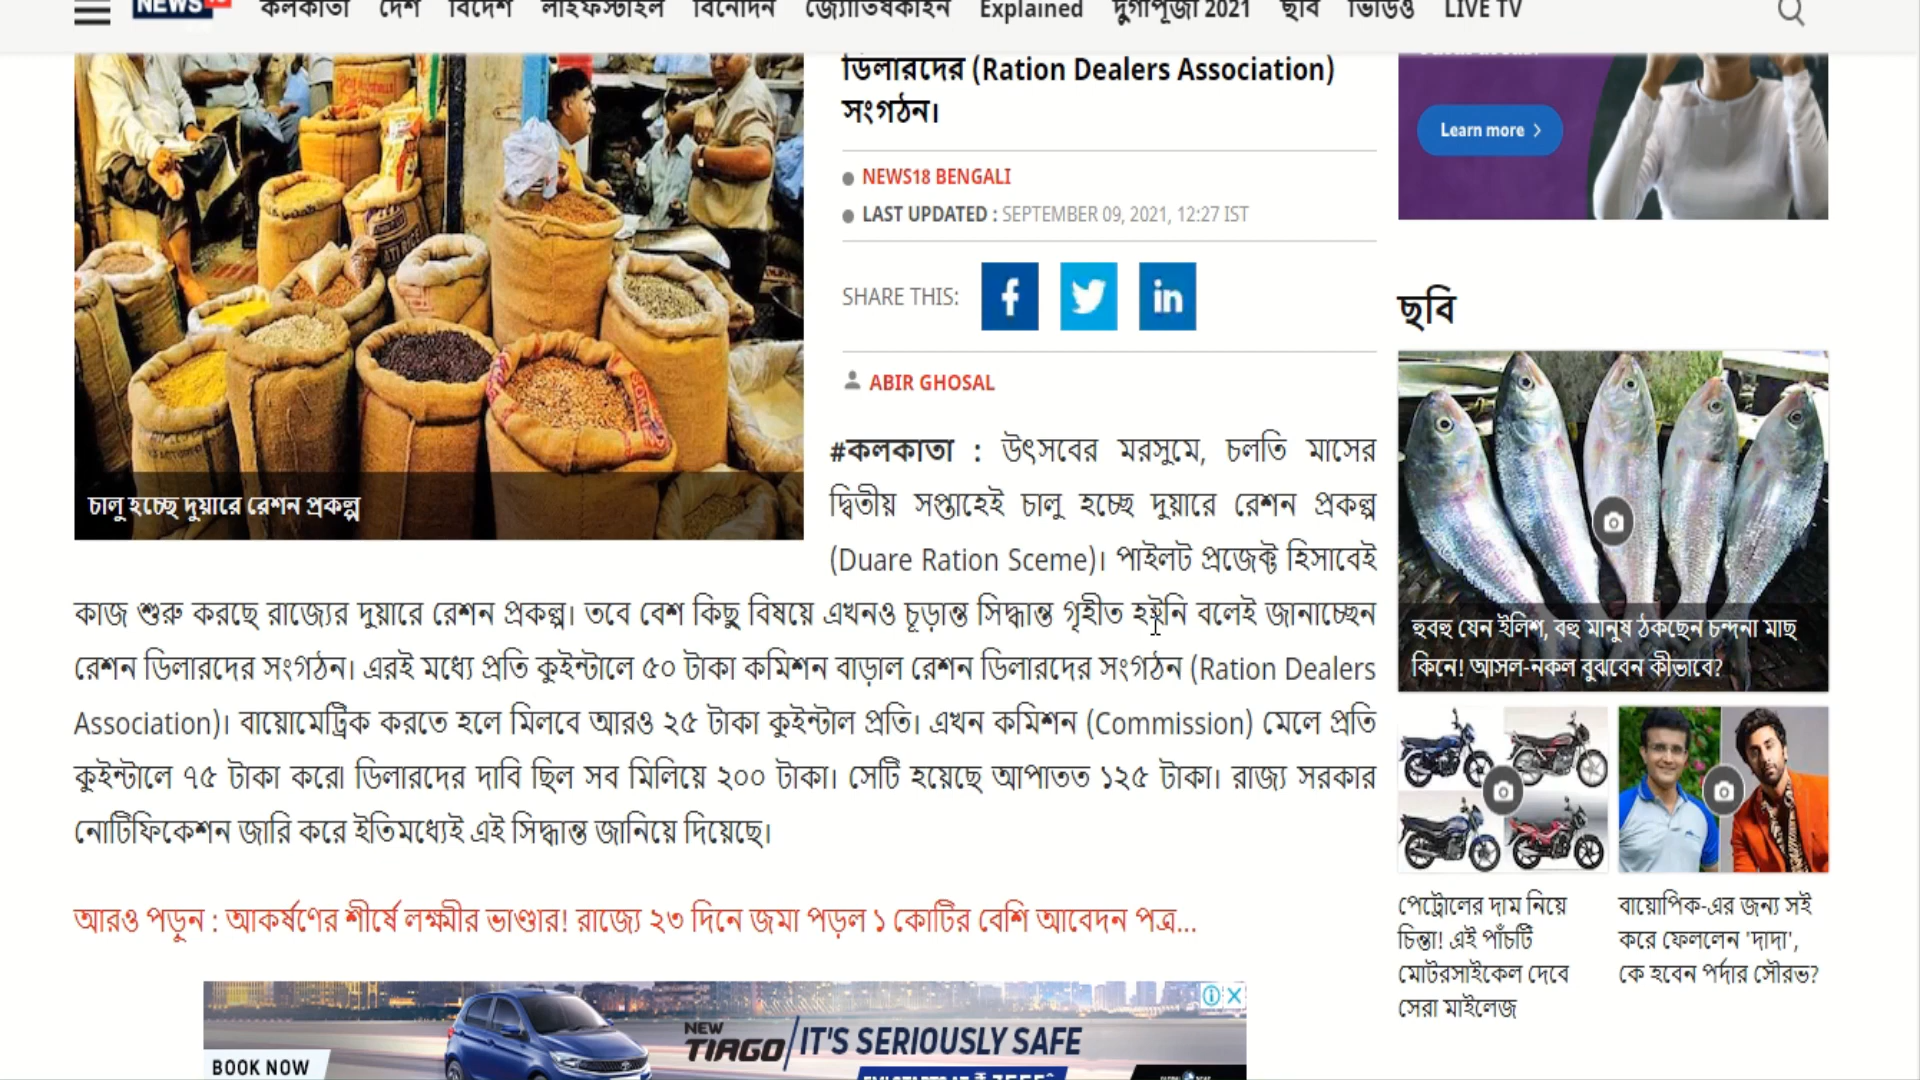 NEWS
কলকাতা দেশ বিদেশ লাইফস্টাইল বিনোদন জ্যোতিষকাহন Explained দুর্গাপূজা 2021 ছবি ভিডিও LIVE TV
ডিলারদের (Ration Dealers Association)
সংগঠন।
NEWS18 BENGALI
LAST UPDATED : SEPTEMBER 09, 2021, 12:27 IST
SHARE THIS:
ABIR GHOSAL
চালু হচ্ছে দুয়ারে রেশন প্রকল্প
#কলকাতা : উৎসবের মরসুমে, চলতি মাসের
দ্বিতীয় সপ্তাহেই চালু হচ্ছে দুয়ারে রেশন প্রকল্প
(Duare Ration Sceme)। পাইলট প্রজেক্ট হিসাবেই
কাজ শুরু করছে রাজ্যের দুয়ারে রেশন প্রকল্প। তবে বেশ কিছু বিষয়ে এখনও চূড়ান্ত সিদ্ধান্ত গৃহীত হয়নি বলেই জানাচ্ছেন
রেশন ডিলারদের সংগঠন। এরই মধ্যে প্রতি কুইন্টালে ৫০ টাকা কমিশন বাড়াল রেশন ডিলারদের সংগঠন (Ration Dealers
Association)। বায়োমেট্রিক করতে হলে মিলবে আরও ২৫ টাকা কুইন্টাল প্রতি। এখন কমিশন (Commission) মেলে প্রতি
কুইন্টালে ৭৫ টাকা করে৷ ডিলারদের দাবি ছিল সব মিলিয়ে ২০০ টাকা। সেটি হয়েছে আপাতত ১২৫ টাকা। রাজ্য সরকার
নোটিফিকেশন জারি করে ইতিমধ্যেই এই সিদ্ধান্ত জানিয়ে দিয়েছে।
আরও পড়ুন : আকর্ষণের শীর্ষে লক্ষ্মীর ভাণ্ডার! রাজ্যে ২৩ দিনে জমা পড়ল ১ কোটির বেশি আবেদন পত্র...
BOOK NOW
NEW
TIAGO
IT'S SERIOUSLY SAFE
Learn more >
ছবি
হুবহু যেন ইলিশ, বহু মানুষ ঠকছেন চন্দনা মাছ
কিনে! আসল-নকল বুঝবেন কীভাবে?
পেট্রোলের দাম নিয়ে
চিন্তা! এই পাঁচটি
মোটরসাইকেল দেবে
সেরা মাইলেজ
বায়োপিক-এর জন্য সই
করে ফেললেন 'দাদা',
কে হবেন পর্দার সৌরভ?